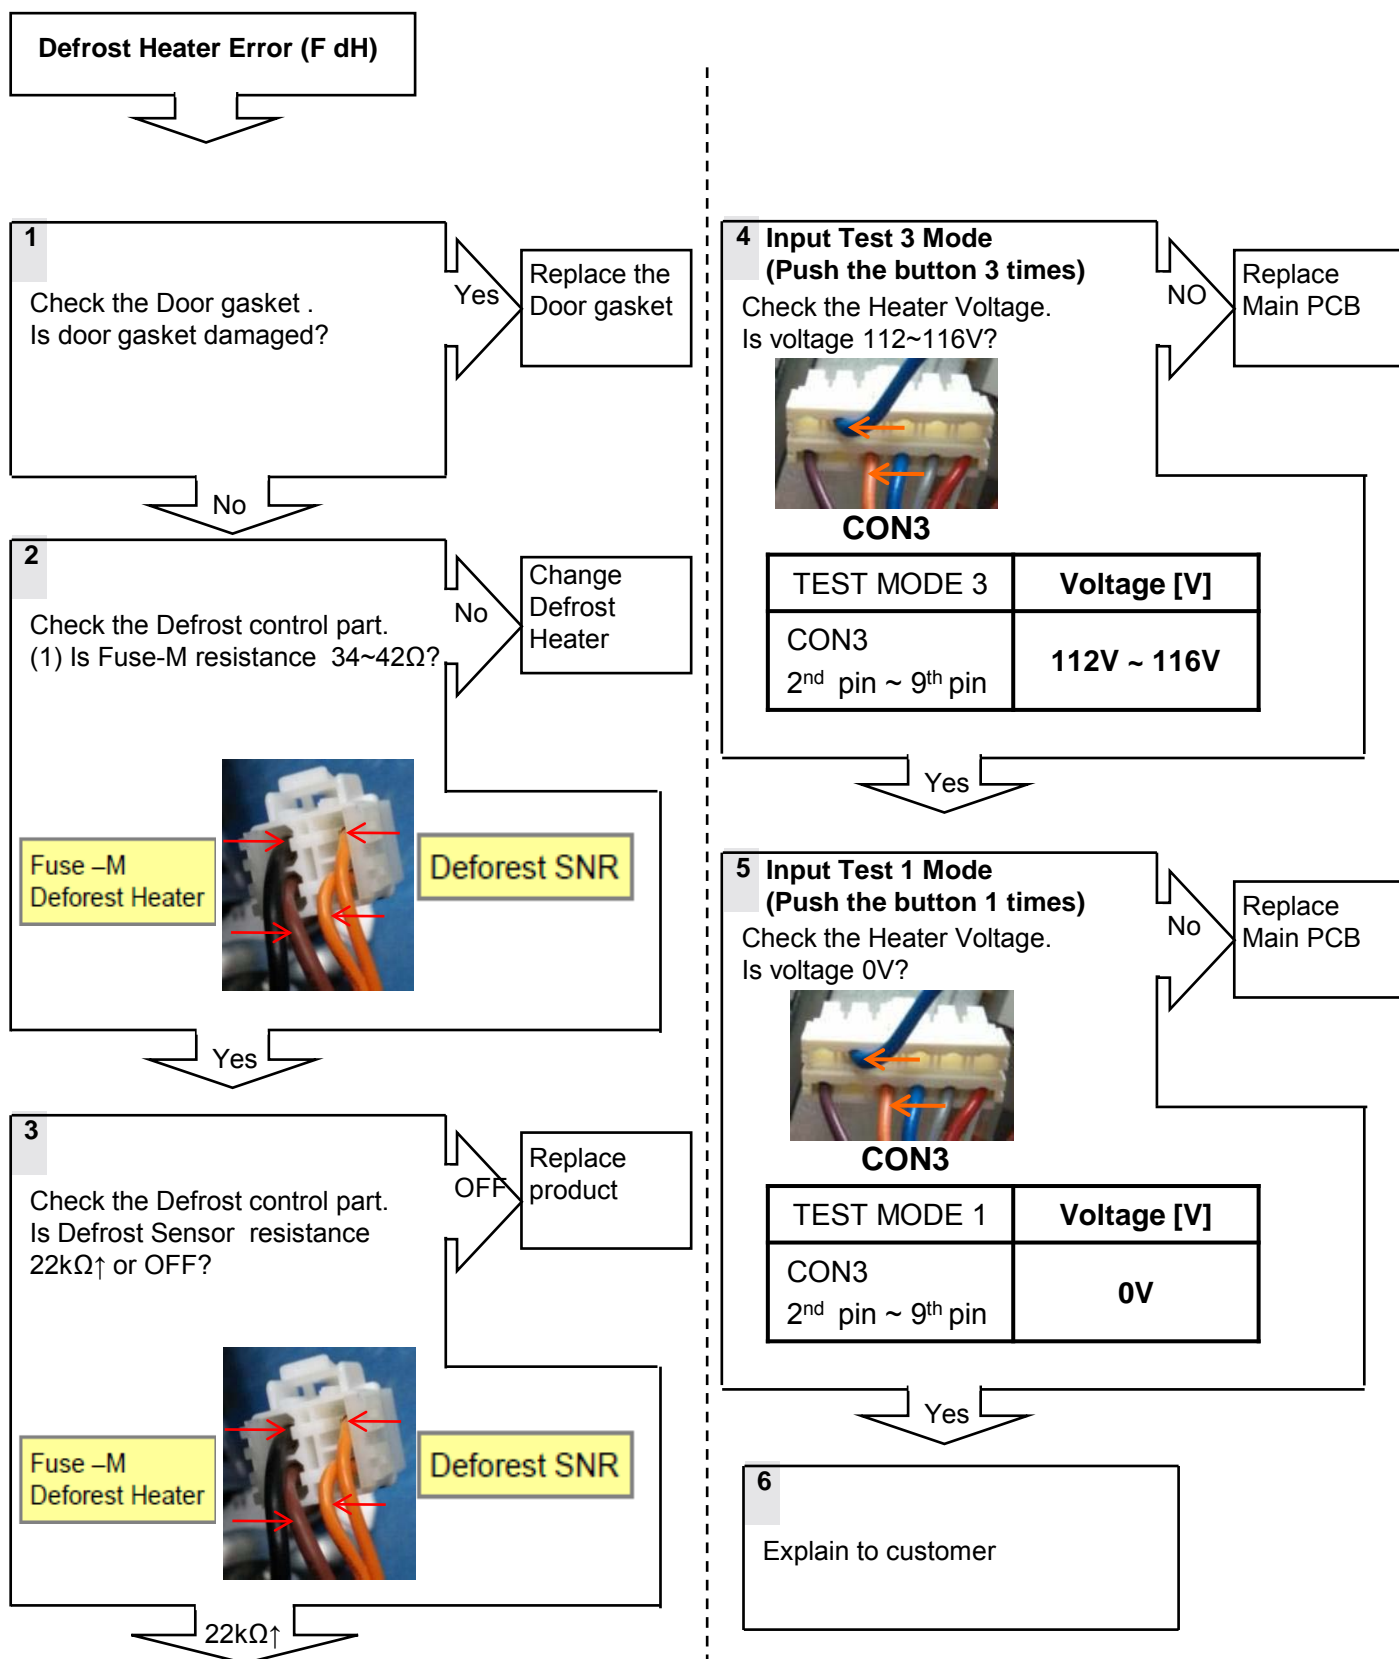 Defrost Heater Error (F dH)
1
Check the Door gasket .
Is door gasket damaged?
Yes
Replace the
Door gasket
No
2
Check the Defrost control part.
(1) Is Fuse-M resistance  34~42Ω?
No
Change
Defrost
Heater
Fuse –M
Deforest Heater
Deforest SNR
Yes
3
Check the Defrost control part.
Is Defrost Sensor  resistance
22kΩ↑ or OFF?
OFF
Replace
product
Fuse –M
Deforest Heater
Deforest SNR
22kΩ↑
4 Input Test 3 Mode
(Push the button 3 times)
Check the Heater Voltage.
Is voltage 112~116V?
NO
Replace
Main PCB
CON3
TEST MODE 3 Voltage [V]
CON3
2nd pin ~ 9th pin
112V ~ 116V
Yes
5 Input Test 1 Mode
(Push the button 1 times)
Check the Heater Voltage.
Is voltage 0V?
No
Replace
Main PCB
CON3
TEST MODE 1 Voltage [V]
CON3
2nd pin ~ 9th pin
0V
Yes
6
Explain to customer